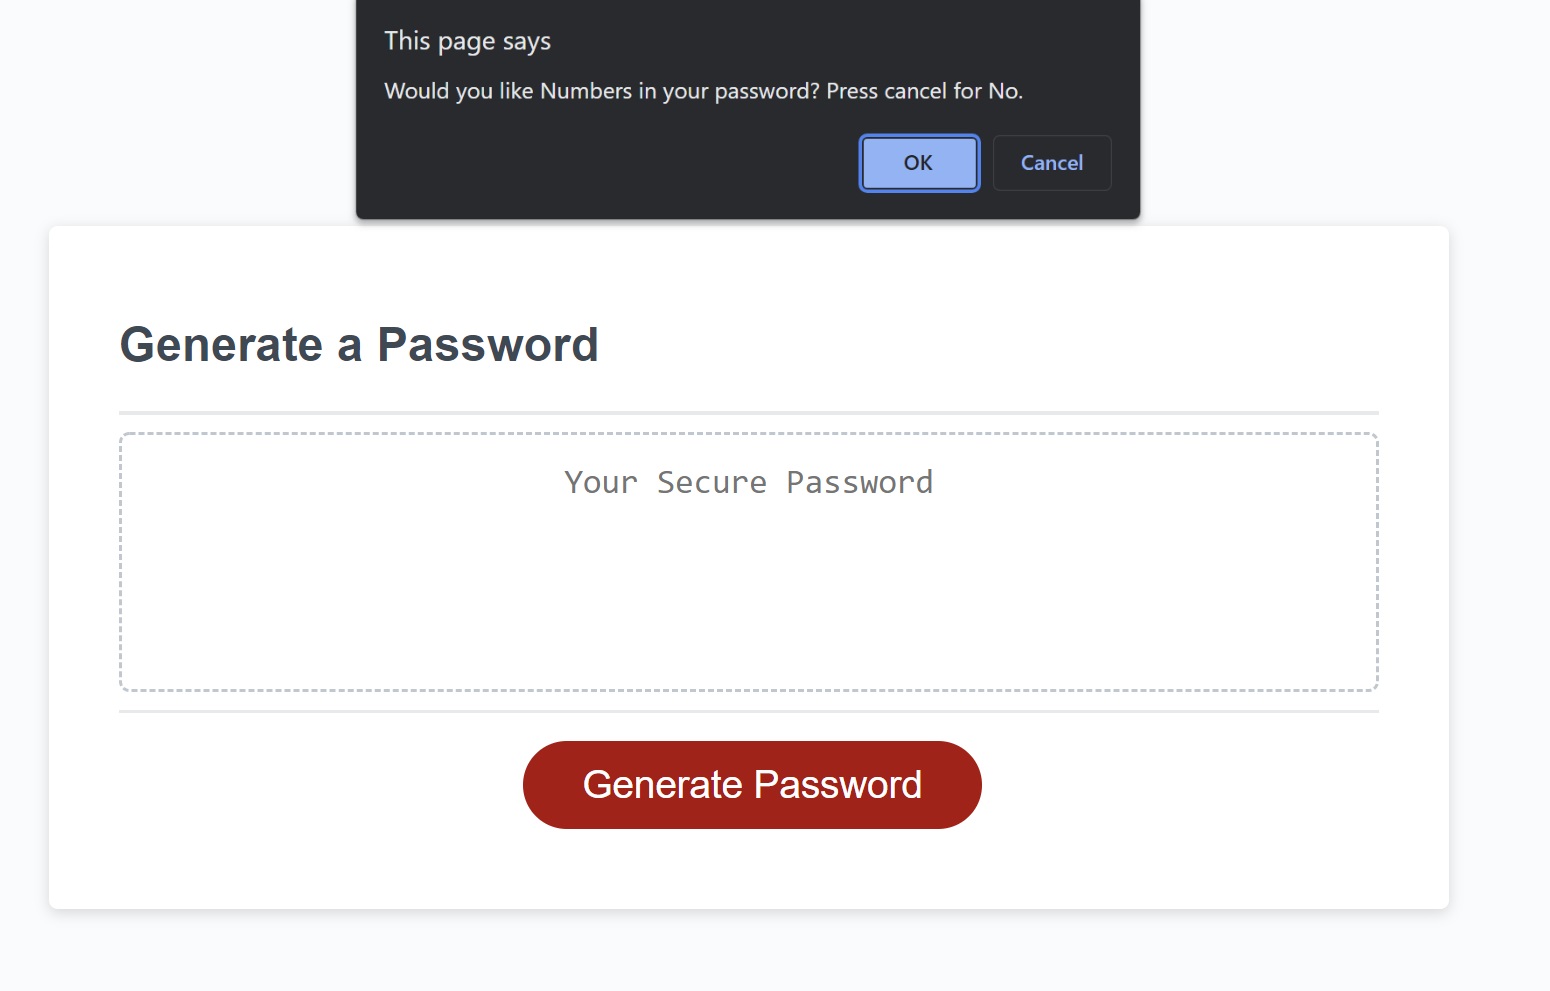 This page says
Would you like Numbers in your password? Press cancel for No.
OK
Cancel
Generate a Password
Your Secure Password
Generate Password